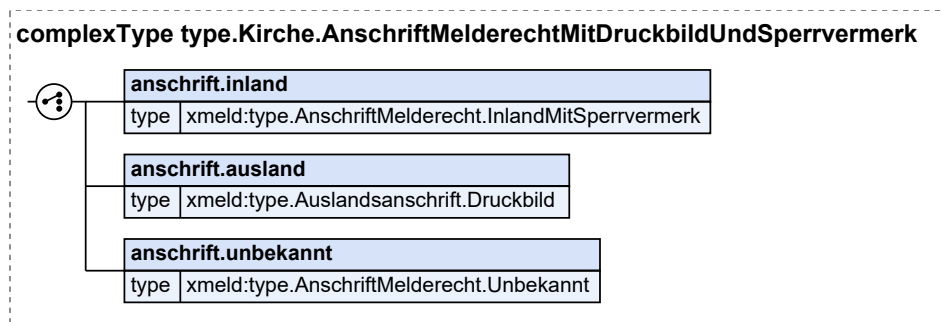 complexType type.Kirche.AnschriftMelderechtMitDruckbildUndSperrvermerk
anschrift.inland
type xmeld:type.AnschriftMelderecht.InlandMitSperrvermerk
anschrift.ausland
type xmeld:type.Auslandsanschrift.Druckbild
anschrift.unbekannt
type xmeld:type.AnschriftMelderecht.Unbekannt